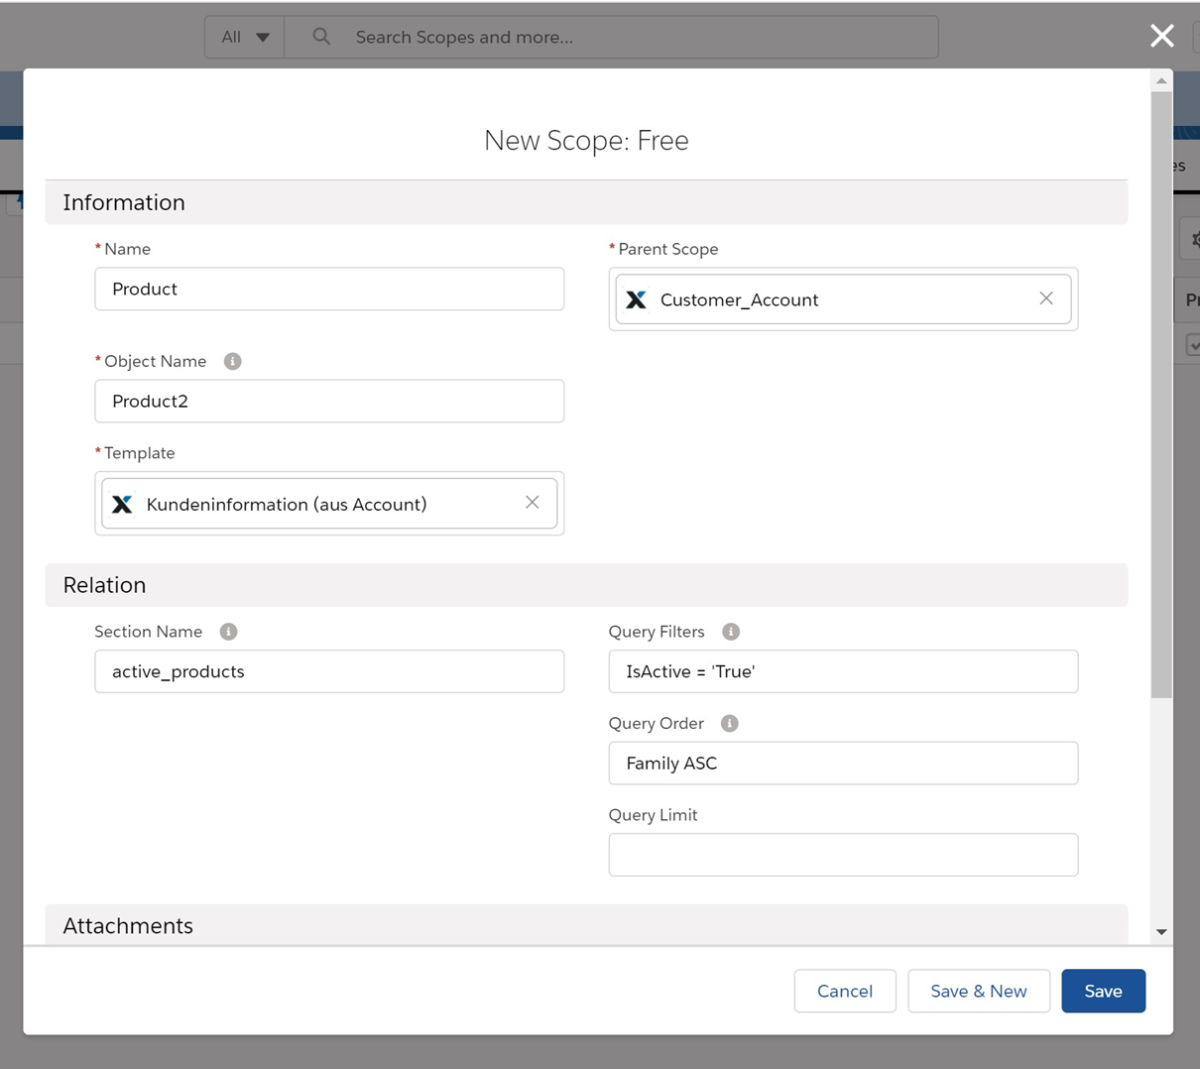 All
Search Scopes and more...
New Scope: Free
Information
* Name
Product
* Parent Scope
Customer_Account
* Object Name
Product2
* Template
Kundeninformation (aus Account)
Relation
Section Name
active_products
Query Filters
IsActive = 'True'
Query Order
Family ASC
Query Limit
Attachments
Cancel
Save & New
Save